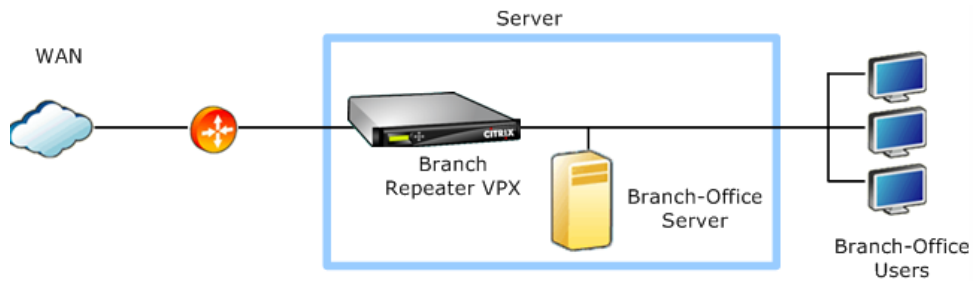 Server
WAN
CITRIX
Branch
Repeater VPX
Branch-Office
Server
Branch-Office
Users